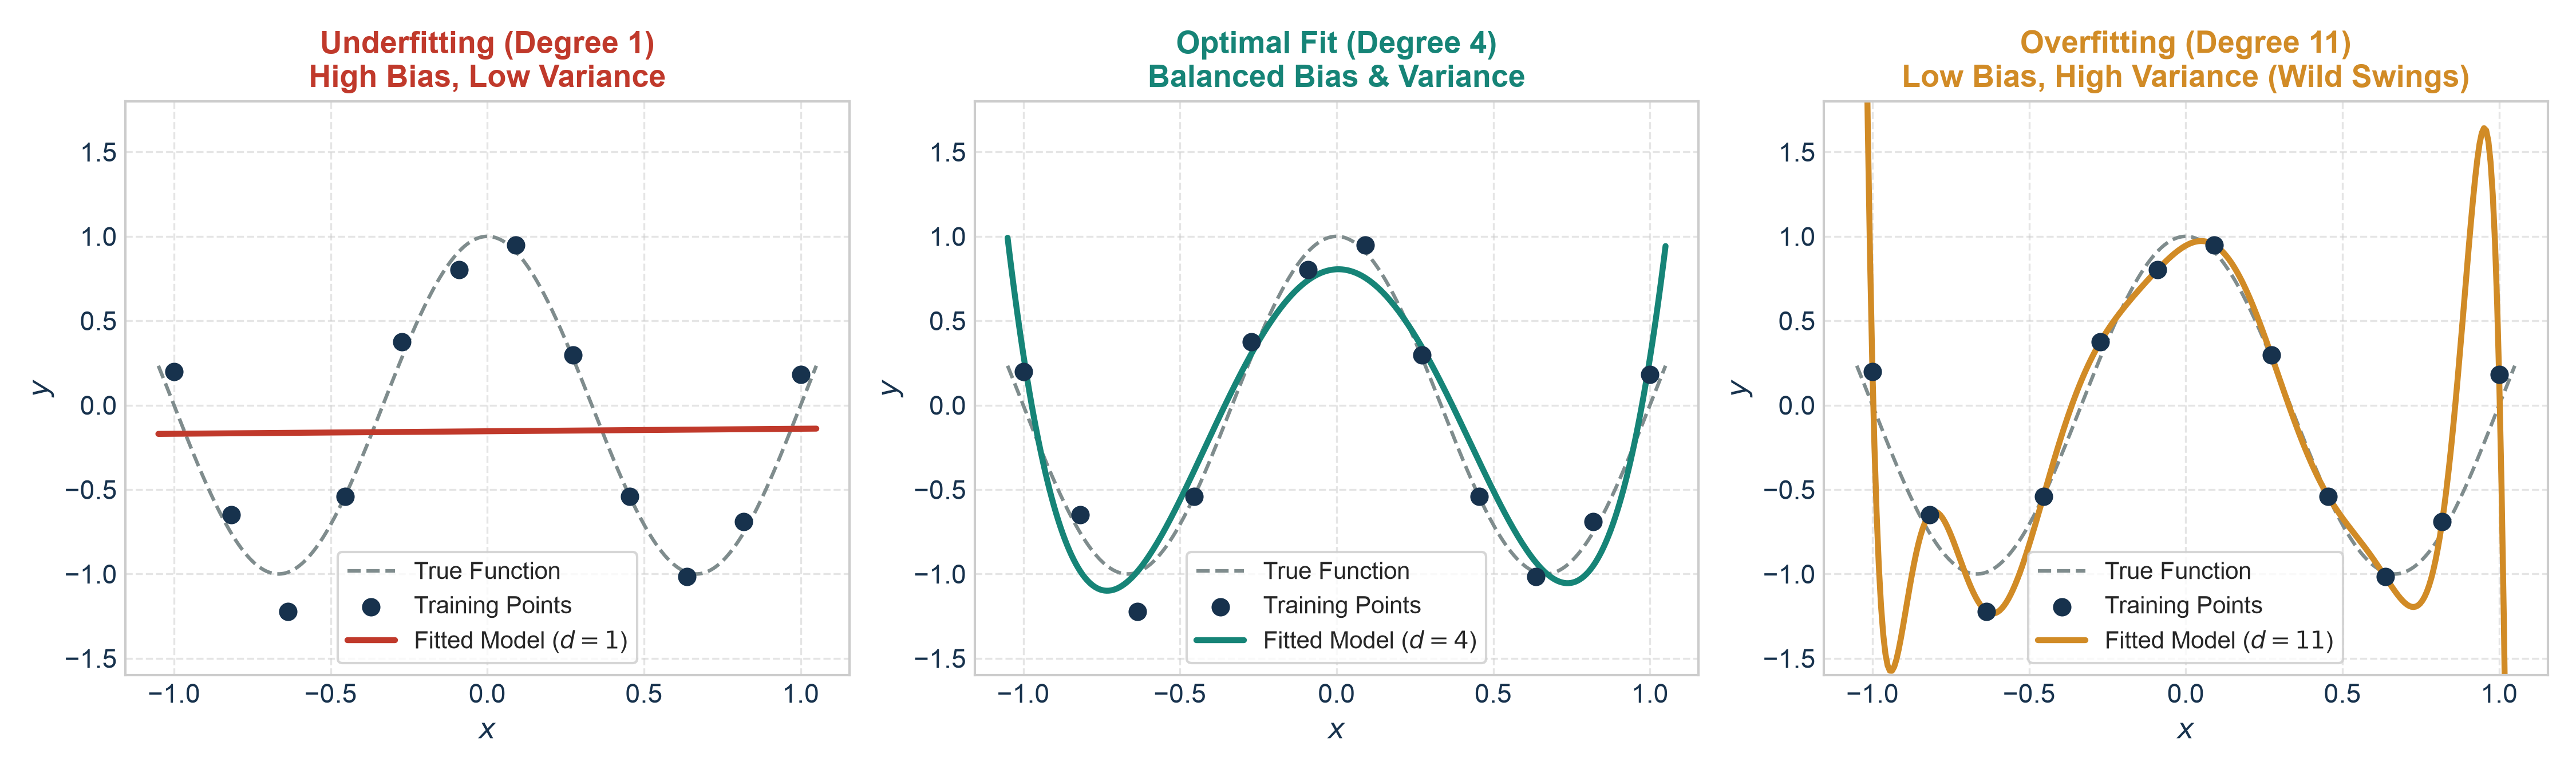 Underfitting (Degree 1)
High Bias, Low Variance
1.5
1.0
0.5
0.0
−0.5
−1.0
−1.5
y
−1.0 −0.5 0.0 0.5 1.0
x
True Function
Training Points
Fitted Model (d = 1)
Optimal Fit (Degree 4)
Balanced Bias & Variance
1.5
1.0
0.5
0.0
−0.5
−1.0
−1.5
y
−1.0 −0.5 0.0 0.5 1.0
x
True Function
Training Points
Fitted Model (d = 4)
Overfitting (Degree 11)
Low Bias, High Variance (Wild Swings)
1.5
1.0
0.5
0.0
−0.5
−1.0
−1.5
y
−1.0 −0.5 0.0 0.5 1.0
x
True Function
Training Points
Fitted Model (d = 11)